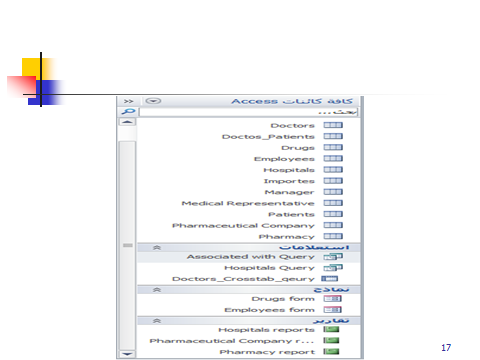 كافة كائنات Access
بحث...
Doctors
Doctos_Patients
Drugs
Employees
Hospitals
Importes
Manager
Medical Representative
Patients
Pharmaceutical Company
Pharmacy
استعلامات
Associated with Query
Hospitals Query
Doctors_Crosstab_qeury
نماذج
Drugs form
Employees form
تقارير
Hospitals reports
Pharmaceutical Company r...
Pharmacy report
17